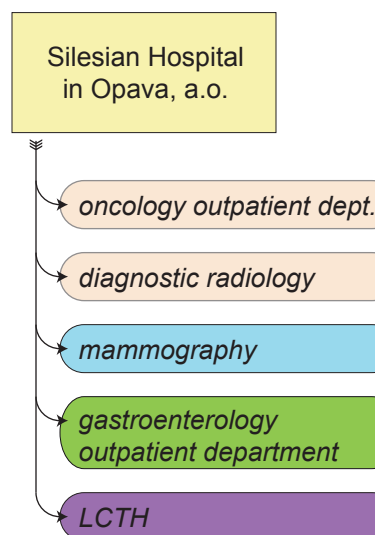 Silesian Hospital
in Opava, a.o.
oncology outpatient dept.
diagnostic radiology
mammography
gastroenterology
outpatient department
LCTH